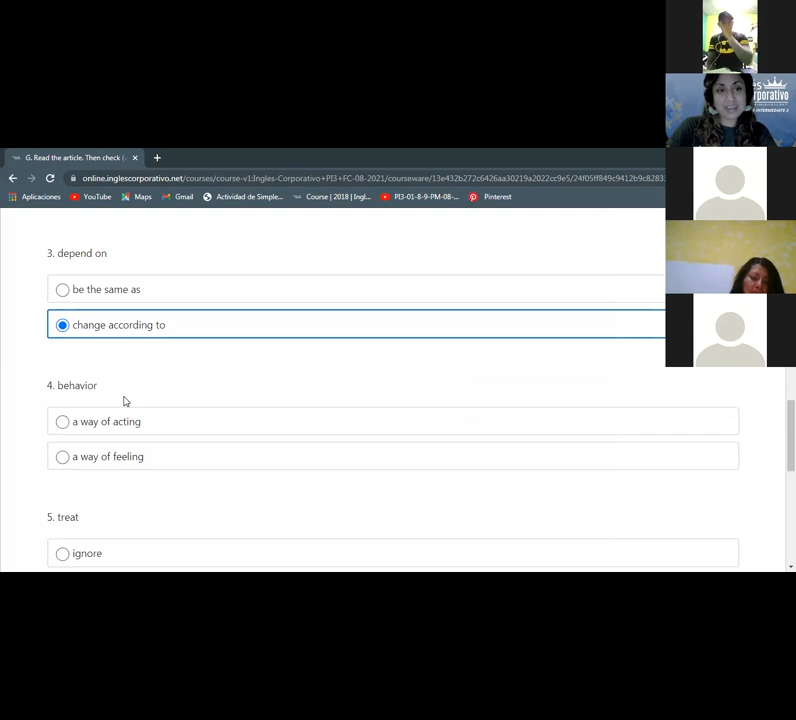 G. Read the article. Then check (
online.inglescorporativo.net/courses/course-v1:Ingles-Corporativo+PI3+FC-08-2021/courseware/13e432b272c6426aa30219a2022cc9e5/24f05ff849c9412b9c82831
Aplicaciones
YouTube
Maps
Gmail
Actividad de Simple...
Course | 2018 | Ingl...
PI3-01-8-9-PM-08-...
Pinterest
3. depend on
be the same as
change according to
4. behavior
a way of acting
a way of feeling
5. treat
ignore
INTERMEDIATE 2